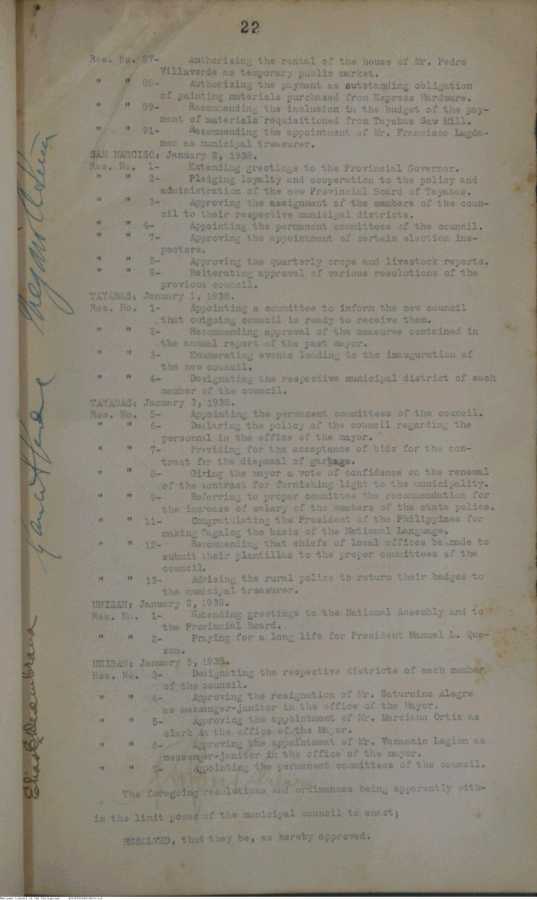 22
Res. No. 87- Authorizing the rental of the house of Mr. Pedro
Villaverde as temporary public market.
" " 88- Authorizing the payment as outstanding obligation
of painting materials purchased from Express Hardware.
" " 89- Recommending the inclusion in the budget of the pay-
ment of materials requisitioned from Tayabas Saw Mill.
" " 91- Recommending the appointment of Mr. Francisco
as municipal treasurer.
SAN NARCISO: January 2, 1938.
Res. No. 1- Extending greetings to the Provincial Governor.
" " 2- Pledging loyalty and cooperation to the policy and
administration of the new Provincial Board of Tayabas.
" " 3- Approving the assignment of the members of the coun-
cil to their respective municipal districts.
" " 4- Appointing the permanent committees of the council.
" " 7- Approving the appointment of certain election ins-
pectors.
" " 8- Approving the quarterly crops and livestock reports.
" " 9- Reiterating approval of various resolutions of the
previous council.
TAYABAS: January 1, 1938.
Res. No. 1- Appointing a committee to inform the new council
that outgoing council is ready to receive them.
" " 2- Recommending approval of the measures contained in
the annual report of the past mayor.
" " 3- Enumerating events leading to the inauguration of
the new council.
" " 4- Designating the respective municipal district of each
member of the council.
TAYABAS: January 3, 1938.
Res. No. 5- Appointing the permanent committees of the council.
" " 6- Declaring the policy of the council regarding the
personnel in the office of the mayor.
" " 7- Providing for the acceptance of bids for the con-
tract for the disposal of garbage.
" " 8- Giving the mayor a vote of confidence on the renewal
of the contract for furnishing light to the municipality.
" " 9- Referring to proper committee the recommendation for
the increase of salary of the members of the state police.
" " 11- Congratulating the President of the Philippines for
making Tagalog the basis of the National Language.
" " 12- Recommending that chiefs of local offices be made to
submit their plantillas to the proper committees of the
council.
" " 13- Advising the rural police to return their badges to
the municipal treasurer.
UNISAN: January 2, 1938.
Res. No. 1- Extending greetings to the National Assembly and to
the Provincial Board.
" " 2- Praying for a long life for President Manuel L. Que-
zon.
UNISAN: January 5, 1938.
Res. No. 3- Designating the respective districts of each member
of the council.
" " 4- Approving the resignation of Mr. Saturnino Alegre
as messenger-janitor in the office of the Mayor.
" " 5- Approving the appointment of Mr. Marciano Ortiz as
clerk in the office of the Mayor.
" " 6- Approving the appointment of Mr. Venancio Legion as
messenger-janitor in the office of the mayor.
" " 7- Appointing the permanent committees of the council.
The foregoing resolutions and ordinances being apparently with-
in the limit power of the municipal council to enact;
RESOLVED, that they be, as hereby approved.